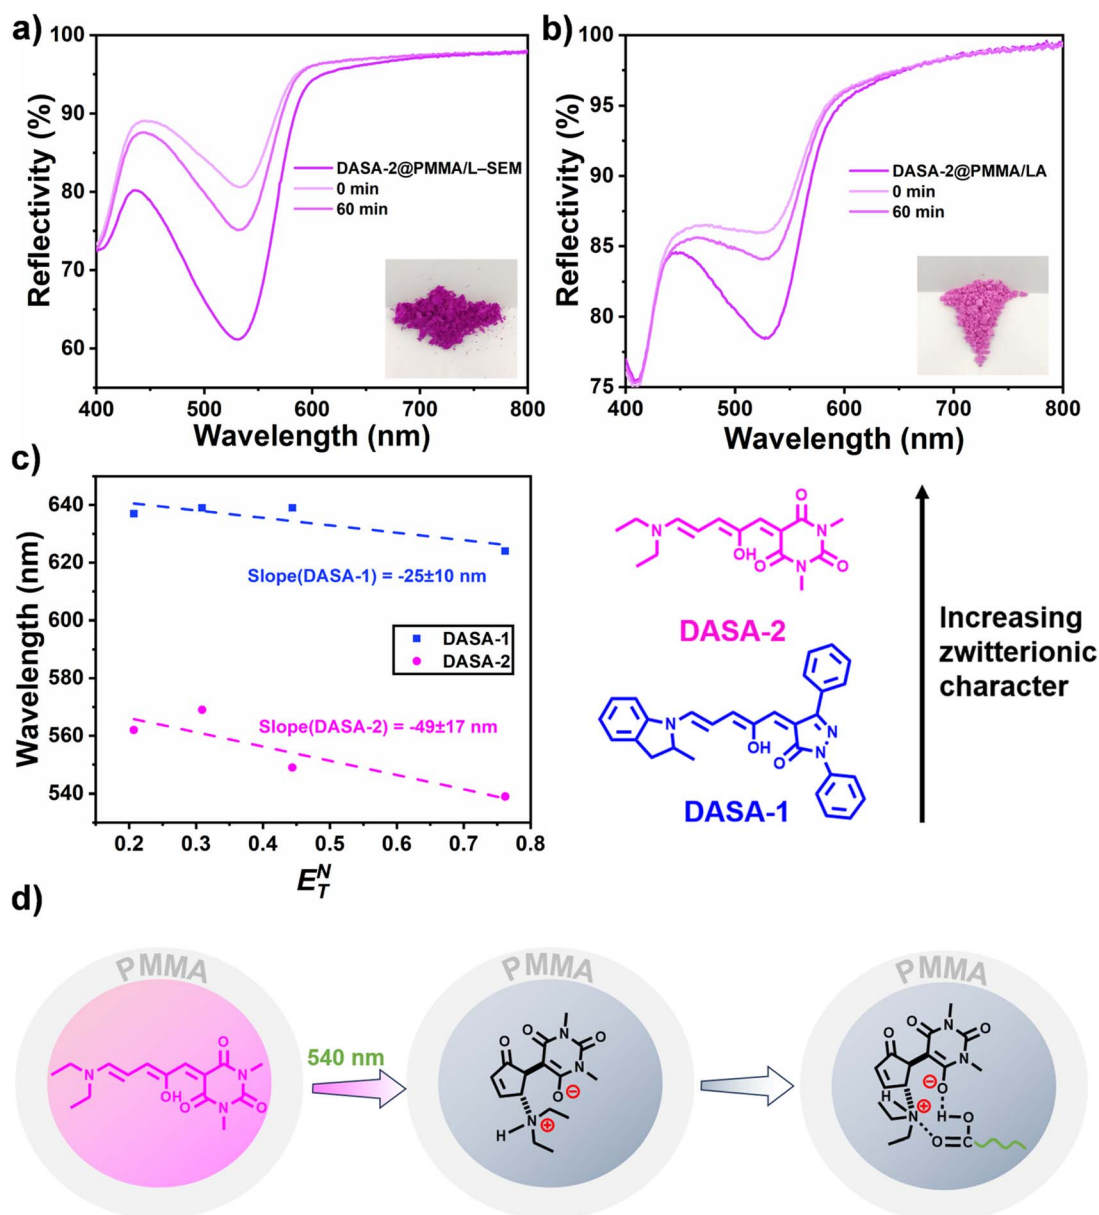 a)
100
90
80
70
60
Reflectivity (%)
DASA-2@PMMA/L–SEM
0 min
60 min
400 500 600 700 800
Wavelength (nm)
b)
100
95
90
85
80
75
Reflectivity (%)
DASA-2@PMMA/LA
0 min
60 min
400 500 600 700 800
Wavelength (nm)
c)
640
620
600
580
560
540
Wavelength (nm)
Slope(DASA-1) = -25±10 nm
DASA-1
DASA-2
Slope(DASA-2) = -49±17 nm
0.2 0.3 0.4 0.5 0.6 0.7 0.8
E_T^N
N OH O O N N O
DASA-2
N OH O N N
DASA-1
Increasing
zwitterionic
character
d)
PMMA
N OH O O N N O
540 nm
PMMA
O O N O N O ⊖
H N ⊕
PMMA
O O N O N O ⊖
H N ⊕ H O
O C